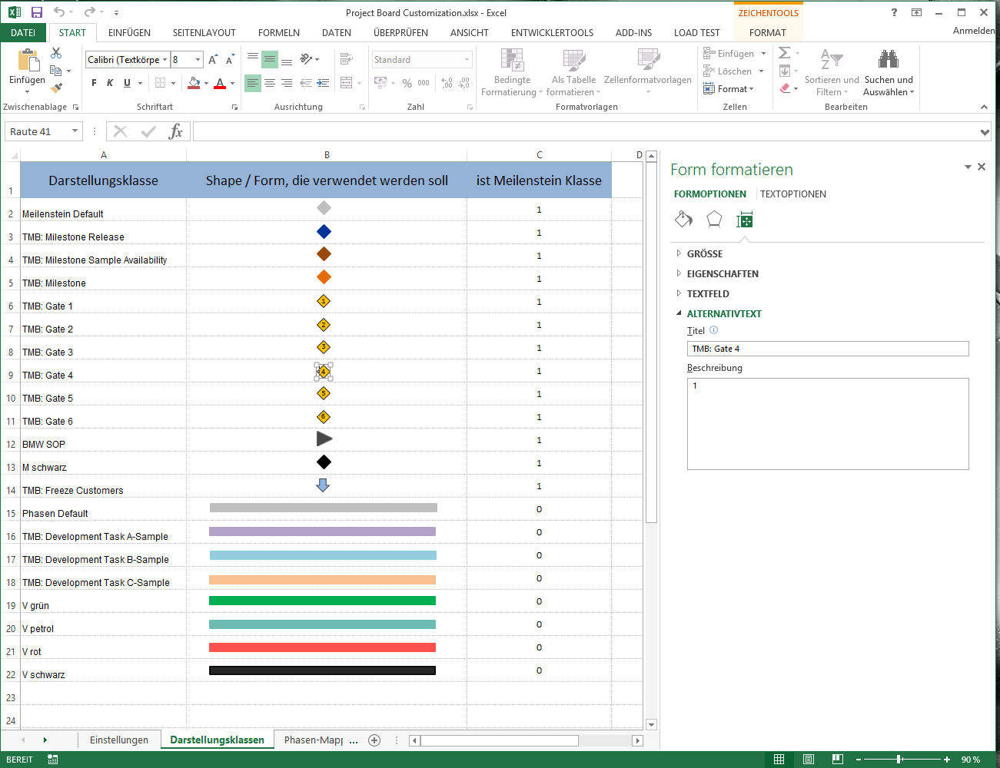 Project Board Customization.xlsx - Excel
ZEICHENTOOLS
?
DATEI START EINFÜGEN SEITENLAYOUT FORMELN DATEN ÜBERPRÜFEN ANSICHT ENTWICKLERTOOLS ADD-INS LOAD TEST FORMAT Anmelden
Calibri (Textkörpe 8 Standard
Einfügen
F K U
% 000
Bedingte
Formatierung
Als Tabelle
formatieren
Zellenformatvorlagen
Einfügen
Löschen
Format
Sortieren und
Filtern
Suchen und
Auswählen
Zwischenablage Schriftart Ausrichtung Zahl Formatvorlagen Zellen Bearbeiten
Raute 41
fx
A B C D
1 Darstellungsklasse Shape / Form, die verwendet werden soll ist Meilenstein Klasse
2 Meilenstein Default 1
3 TMB: Milestone Release 1
4 TMB: Milestone Sample Availability 1
5 TMB: Milestone 1
6 TMB: Gate 1 1 1
7 TMB: Gate 2 2 1
8 TMB: Gate 3 3 1
9 TMB: Gate 4 4 1
10 TMB: Gate 5 5 1
11 TMB: Gate 6 6 1
12 BMW SOP 1
13 M schwarz 1
14 TMB: Freeze Customers 1
15 Phasen Default 0
16 TMB: Development Task A-Sample 0
17 TMB: Development Task B-Sample 0
18 TMB: Development Task C-Sample 0
19 V grün 0
20 V petrol 0
21 V rot 0
22 V schwarz 0
23
24
Form formatieren
FORMOPTIONEN TEXTOPTIONEN
GRÖSSE
EIGENSCHAFTEN
TEXTFELD
ALTERNATIVTEXT
Titel
TMB: Gate 4
Beschreibung
1
Einstellungen Darstellungsklassen Phasen-Mapp ...
BEREIT 90 %